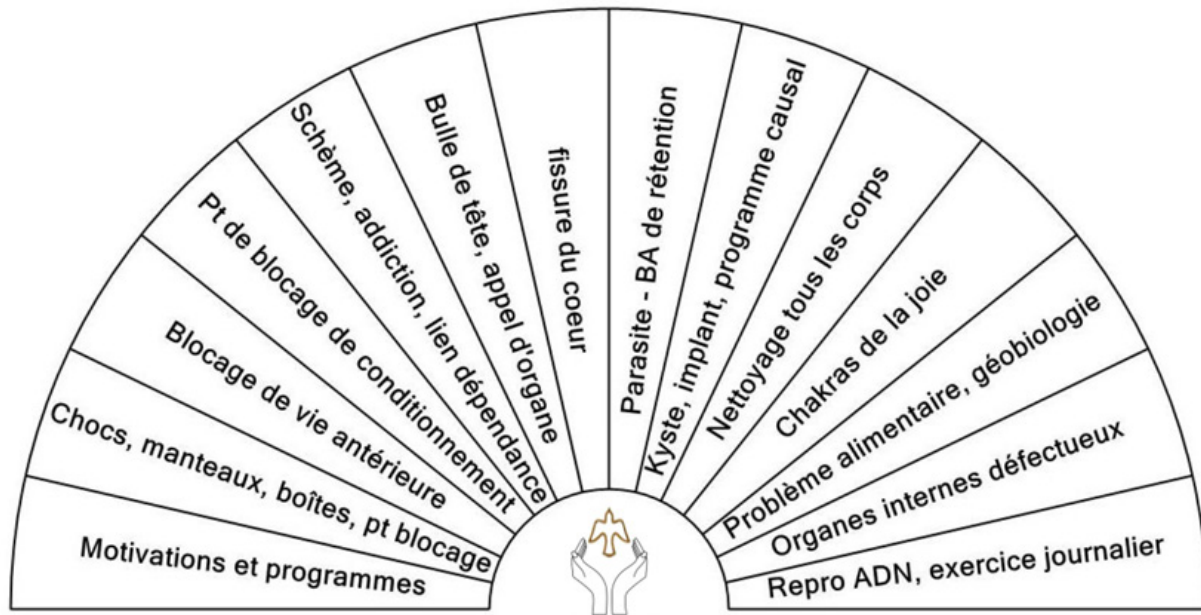 Motivations et programmes
Chocs, manteaux, boîtes, pt blocage
Blocage de vie antérieure
Pt de blocage de conditionnement
Schème, addiction, lien dépendance
Bulle de tête, appel d'organe
fissure du coeur
Parasite - BA de rétention
Kyste, implant, programme causal
Nettoyage tous les corps
Chakras de la joie
Problème alimentaire, géobiologie
Organes internes défectueux
Repro ADN, exercice journalier